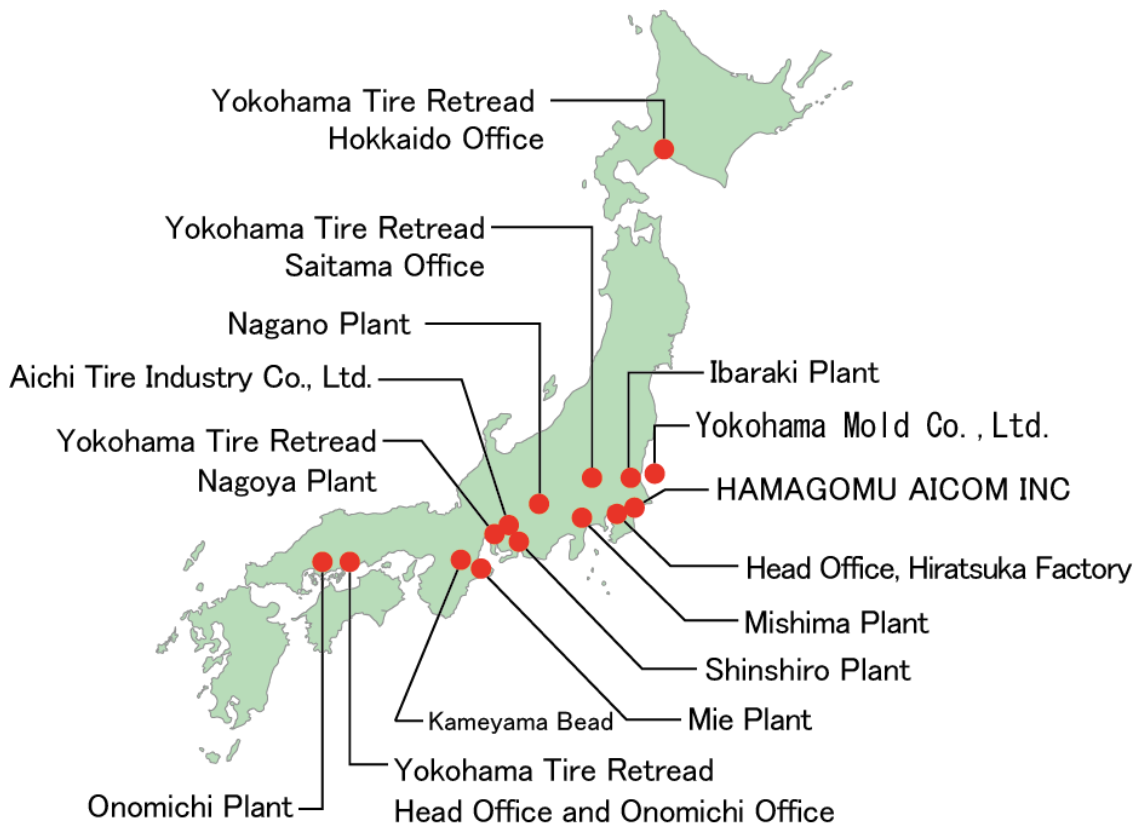 Yokohama Tire Retread
Hokkaido Office
Yokohama Tire Retread
Saitama Office
Nagano Plant
Aichi Tire Industry Co., Ltd.
Yokohama Tire Retread
Nagoya Plant
Ibaraki Plant
Yokohama Mold Co.,Ltd.
HAMAGOMU AICOM INC
Head Office, Hiratsuka Factory
Mishima Plant
Shinshiro Plant
Mie Plant
Kameyama Bead
Yokohama Tire Retread
Head Office and Onomichi Office
Onomichi Plant